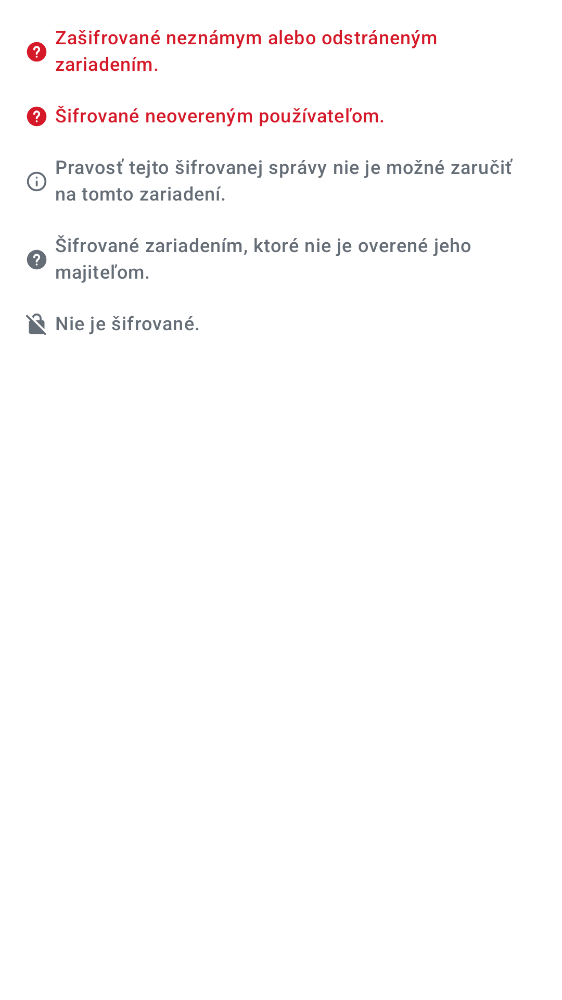 Zašifrované neznámym alebo odstráneným
zariadením.
Šifrované neovereným používateľom.
Pravosť tejto šifrovanej správy nie je možné zaručiť
na tomto zariadení.
Šifrované zariadením, ktoré nie je overené jeho
majiteľom.
Nie je šifrované.